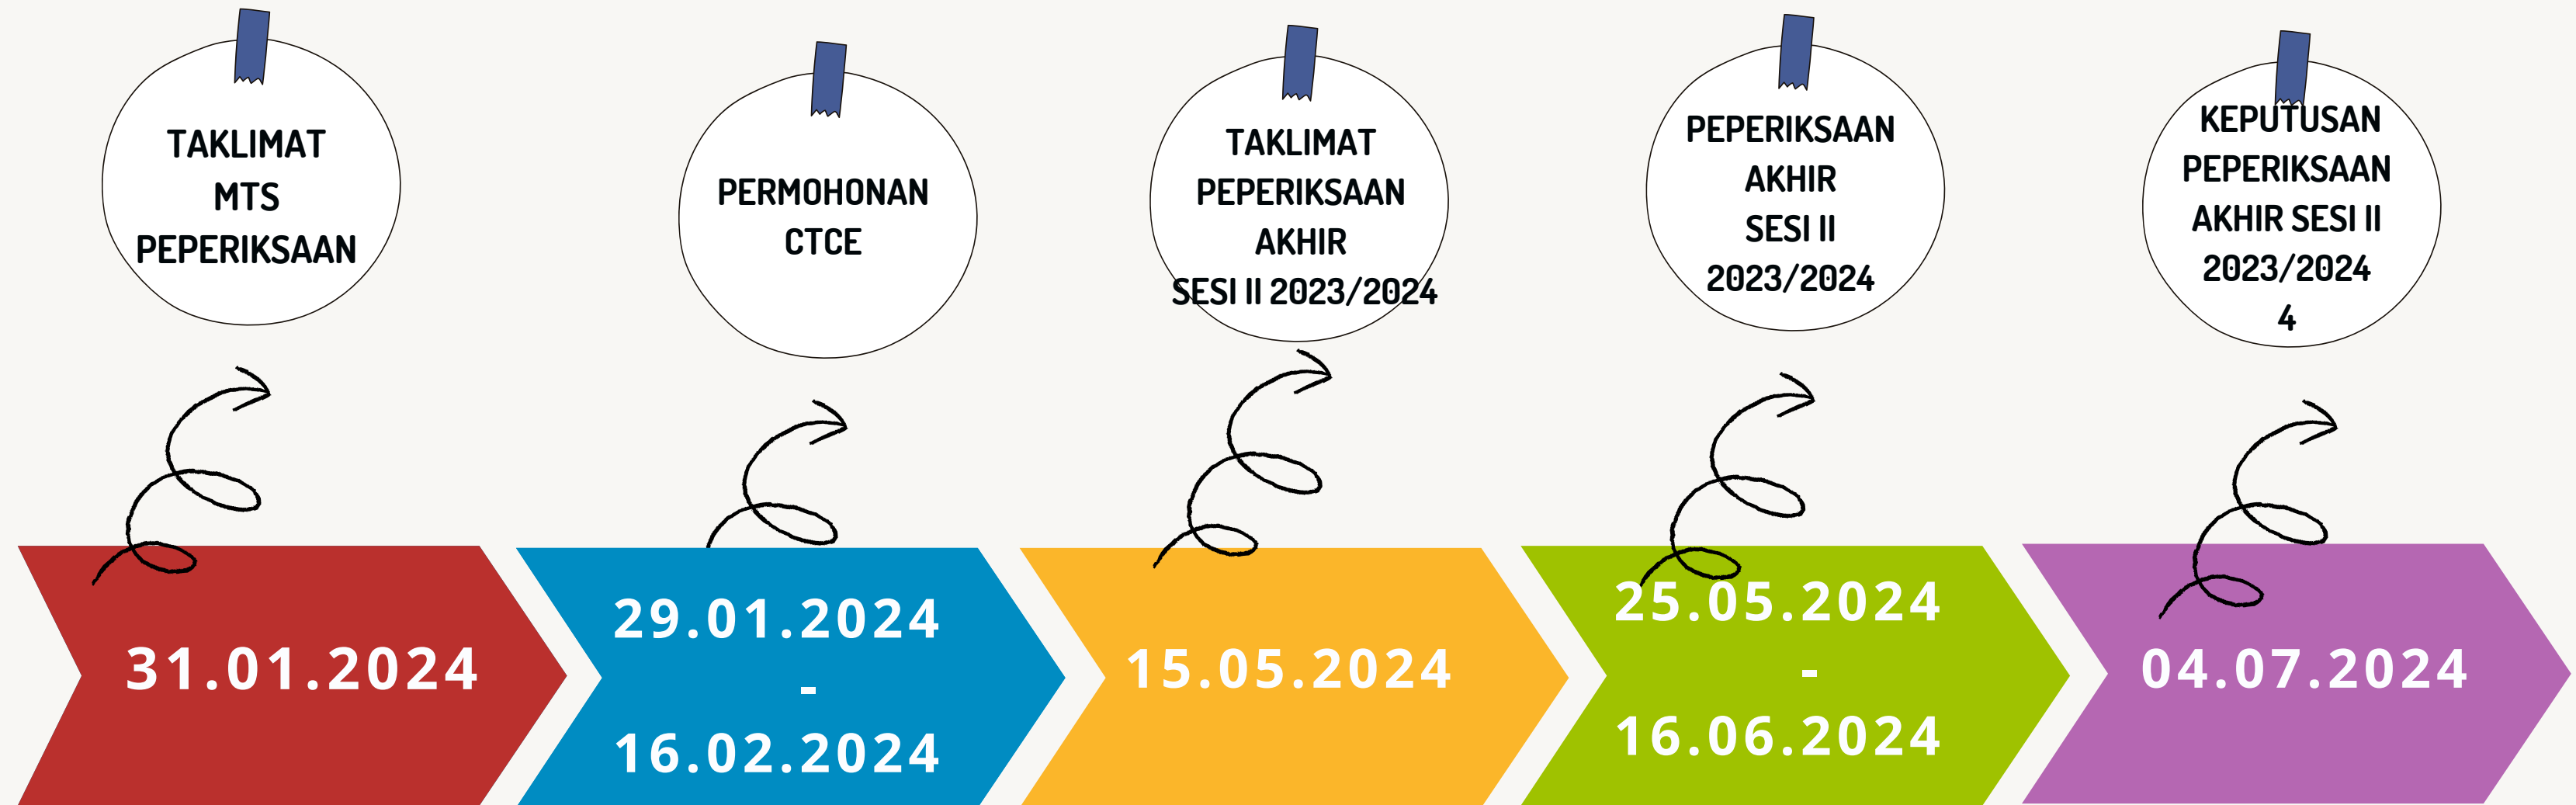 TAKLIMAT
MTS
PEPERIKSAAN
PERMOHONAN
CTCE
TAKLIMAT
PEPERIKSAAN
AKHIR
SESI II 2023/2024
PEPERIKSAAN
AKHIR
SESI II
2023/2024
KEPUTUSAN
PEPERIKSAAN
AKHIR SESI II
2023/2024
4
31.01.2024
29.01.2024
-
16.02.2024
15.05.2024
25.05.2024
-
16.06.2024
04.07.2024